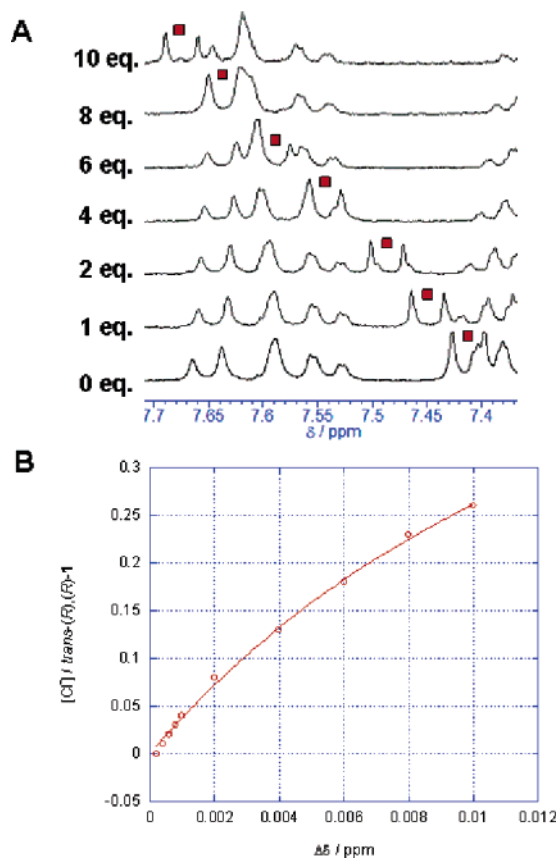 A
10 eq.
8 eq.
6 eq.
4 eq.
2 eq.
1 eq.
0 eq.
7.7 7.65 7.6 7.55 7.5 7.45 7.4
δ / ppm
B
[Cl⁻] / trans-(R),(R)-1
0.3
0.25
0.2
0.15
0.1
0.05
0
-0.05
0 0.002 0.004 0.006 0.008 0.01 0.012
Δδ / ppm